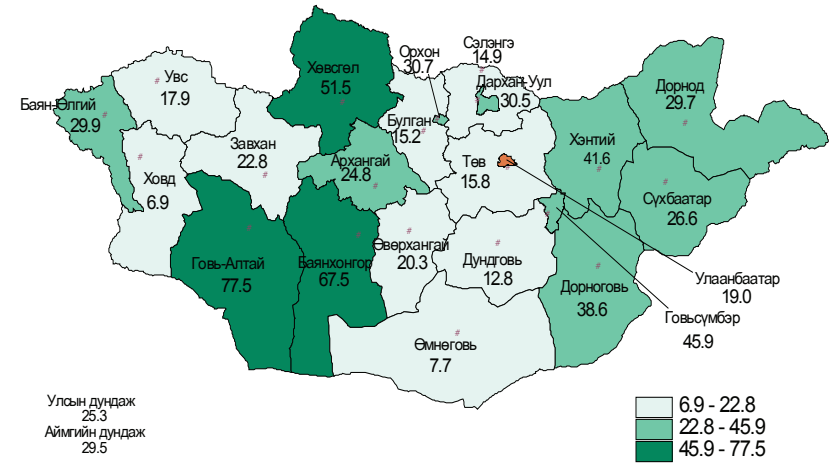 Хөвсгөл
51.5
Орхон
30.7
Сэлэнгэ
14.9
Увс
17.9
Дархан-Уул
30.5
Баян-Өлгий
29.9
Дорнод
29.7
Завхан
22.8
Булган
15.2
Архангай
24.8
Төв
15.8
Хэнтий
41.6
Ховд
6.9
Сүхбаатар
26.6
Говь-Алтай
77.5
Баянхонгор
67.5
Өвөрхангай
20.3
Дундговь
12.8
Дорноговь
38.6
Улаанбаатар
19.0
Говьсүмбэр
45.9
Өмнөговь
7.7
Улсын дундаж
25.3
Аймгийн дундаж
29.5
6.9 - 22.8
22.8 - 45.9
45.9 - 77.5